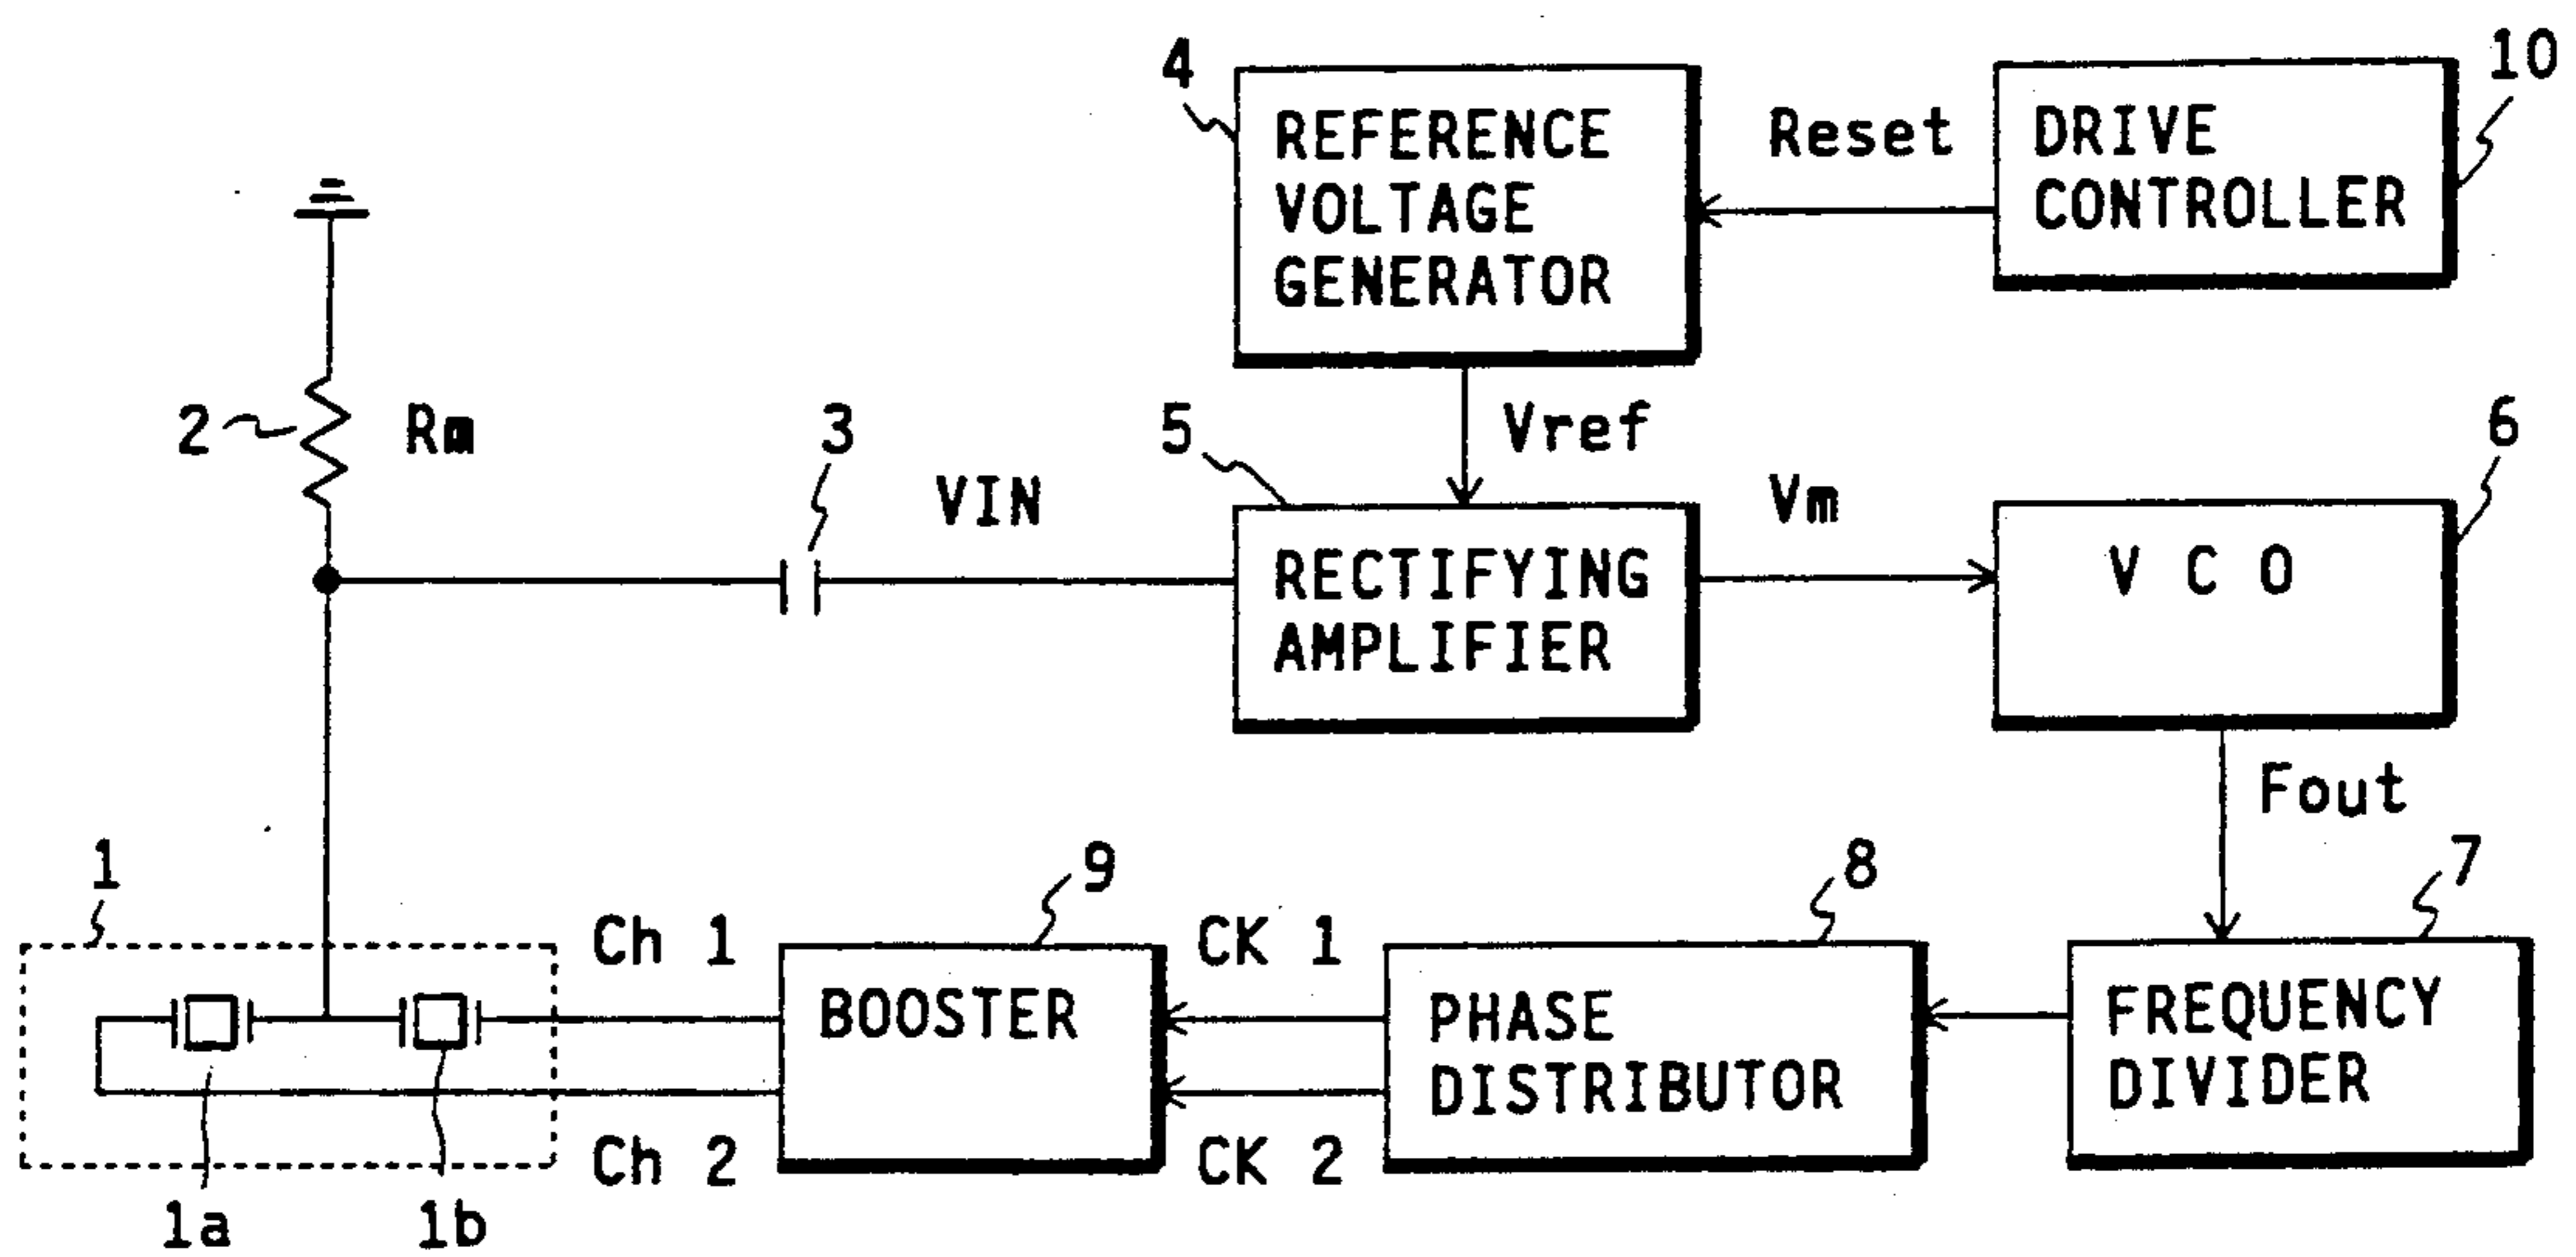 4
REFERENCE
VOLTAGE
GENERATOR
Reset
DRIVE
CONTROLLER
10
2
Rm
3
VIN
5
Vref
RECTIFYING
AMPLIFIER
Vm
V C O
6
Fout
1
1a
1b
Ch 1
Ch 2
9
BOOSTER
CK 1
CK 2
8
PHASE
DISTRIBUTOR
7
FREQUENCY
DIVIDER